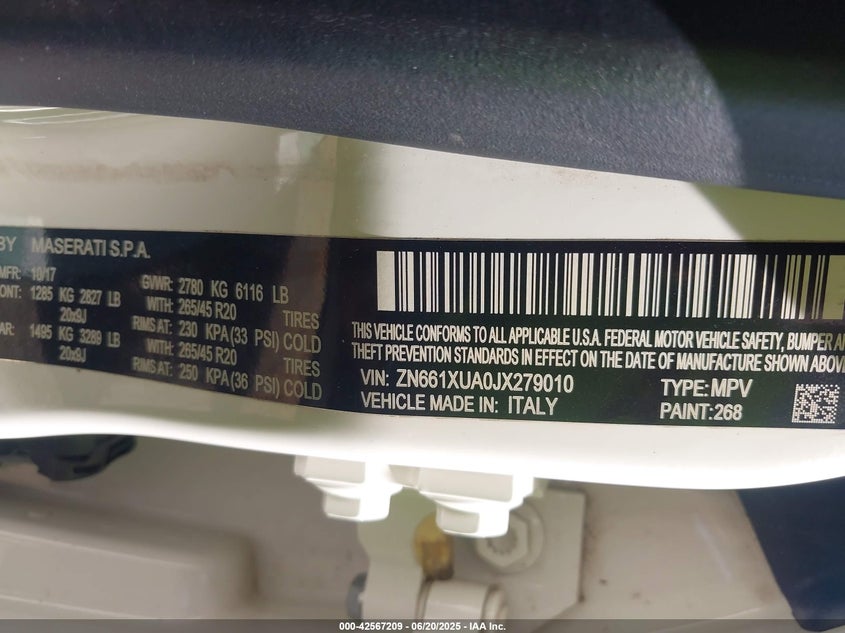 BY MASERATI S.P.A.
MFR: 10/17
GVWR: 2780 KG 6116 LB
ONT: 1285 KG 2827 LB
WITH: 265/45 R20 TIRES
20x9J
RIMS AT: 230 KPA (33 PSI) COLD
AR: 1495 KG 3289 LB
WITH: 265/45 R20 TIRES
20x9J
RIMS AT: 250 KPA (36 PSI) COLD
THIS VEHICLE CONFORMS TO ALL APPLICABLE U.S.A. FEDERAL MOTOR VEHICLE SAFETY, BUMPER
THEFT PREVENTION STANDARDS IN EFFECT ON THE DATE OF MANUFACTURE SHOWN ABOVE
VIN: ZN661XUA0JX279010
TYPE: MPV
VEHICLE MADE IN: ITALY
PAINT: 268
000-42567209 - 06/20/2025 - IAA Inc.